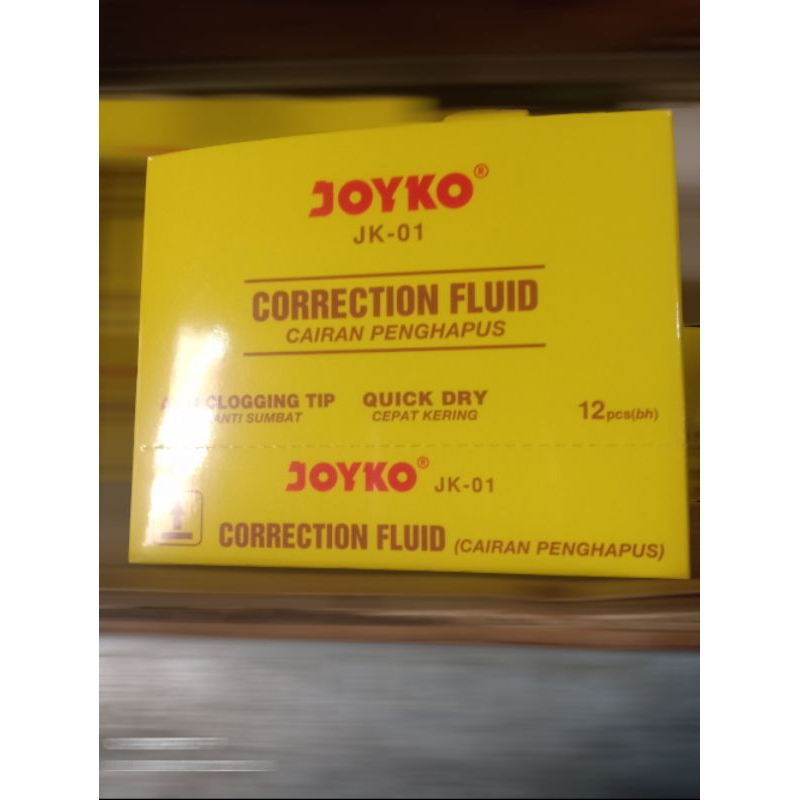 JOYKO®
JK-01
CORRECTION FLUID
CAIRAN PENGHAPUS
CLOGGING TIP QUICK DRY
ANTI SUMBAT CEPAT KERING
12pcs(bh)
JOYKO® JK-01
CORRECTION FLUID (CAIRAN PENGHAPUS)